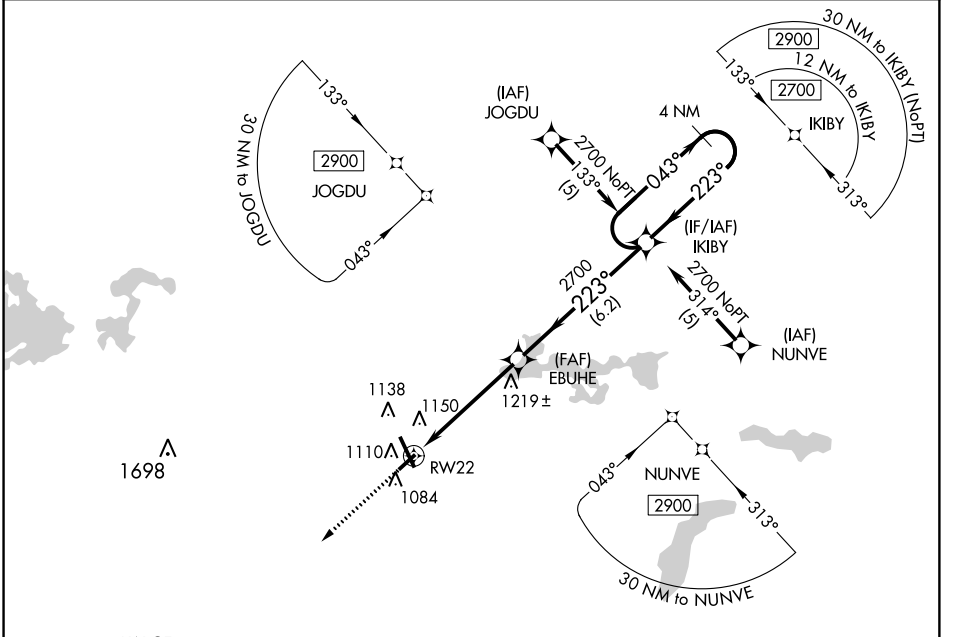 30 NM to IKIBY (NoPT)
2900
12 NM to IKIBY
2700
133°
IKIBY
313°
133°
2900
JOGDU
30 NM to JOGDU
043°
(IAF)
JOGDU
4 NM
2700 NoPT
133°
(5)
043°
223°
(IF/IAF)
IKIBY
2700
223°
(6.2)
2700 NoPT
314°
(5)
(IAF)
NUNVE
(FAF)
EBUHE
1219±
1138
1150
1110
RW22
1084
1698
NUNVE
2900
043°
313°
30 NM to NUNVE